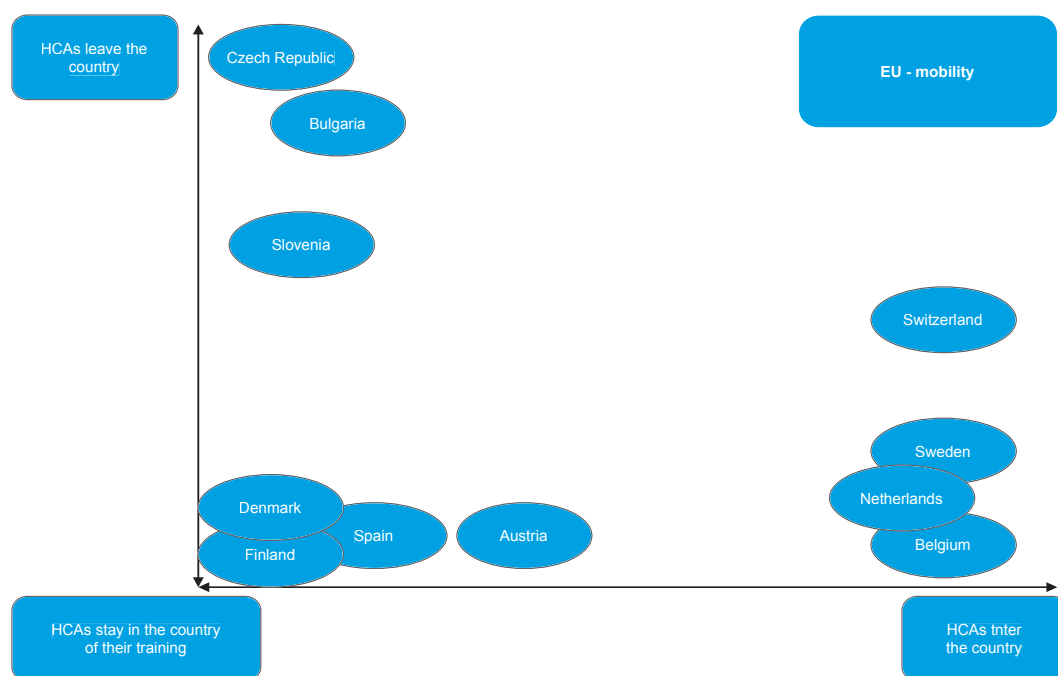 HCAs leave the
country
Czech Republic
EU - mobility
Bulgaria
Slovenia
Switzerland
Sweden
Denmark
Netherlands
Spain
Austria
Finland
Belgium
HCAs stay in the country
of their training
HCAs tnter
the country